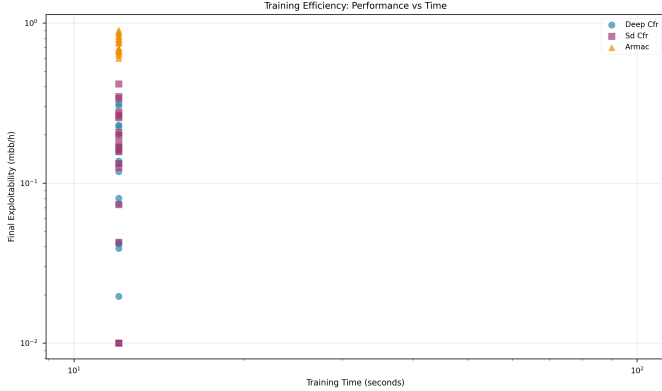 Training Efficiency: Performance vs Time
10⁰
Deep Cfr
Sd Cfr
Armac
Final Exploitability (mbb/h)
10⁻¹
10⁻²
10¹
10²
Training Time (seconds)